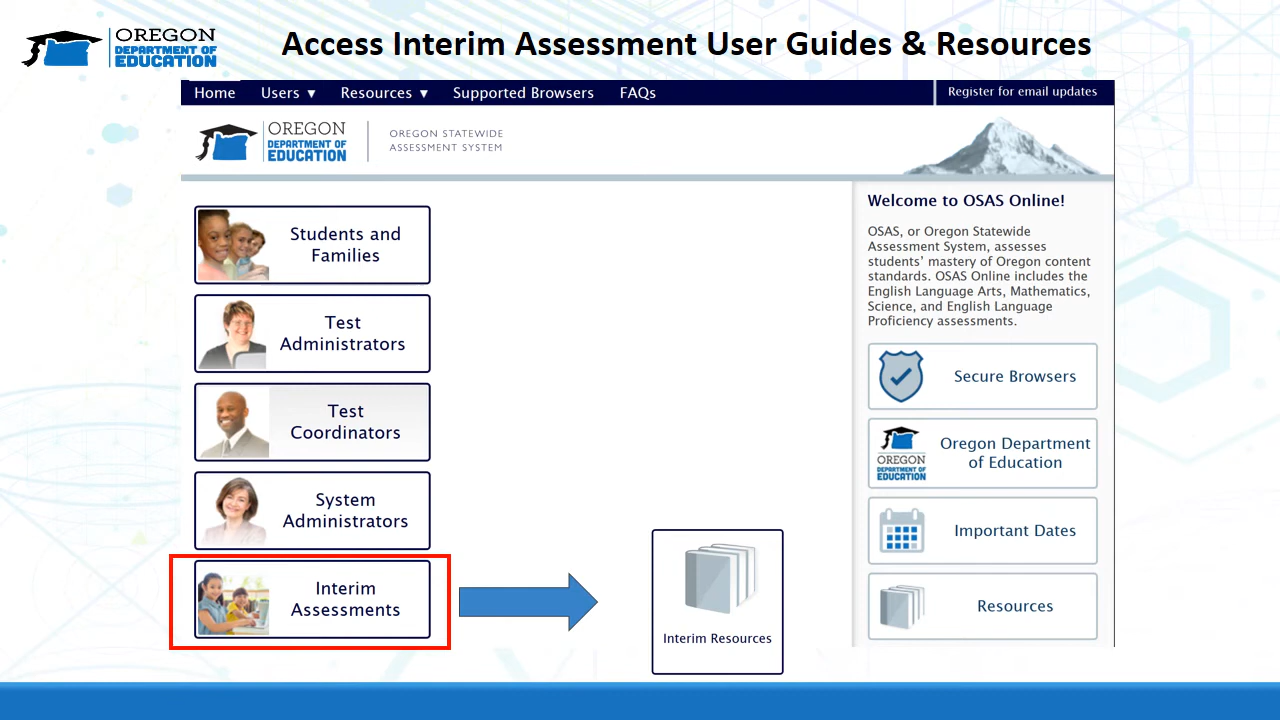 OREGON
DEPARTMENT OF
EDUCATION
Access Interim Assessment User Guides & Resources
Home Users ▼ Resources ▼ Supported Browsers FAQs Register for email updates
OREGON
DEPARTMENT OF
EDUCATION
OREGON STATEWIDE
ASSESSMENT SYSTEM
Students and
Families
Test
Administrators
Test
Coordinators
System
Administrators
Interim
Assessments
Interim Resources
Welcome to OSAS Online!
OSAS, or Oregon Statewide
Assessment System, assesses
students' mastery of Oregon content
standards. OSAS Online includes the
English Language Arts, Mathematics,
Science, and English Language
Proficiency assessments.
Secure Browsers
OREGON
DEPARTMENT OF
EDUCATION
Oregon Department
of Education
Important Dates
Resources